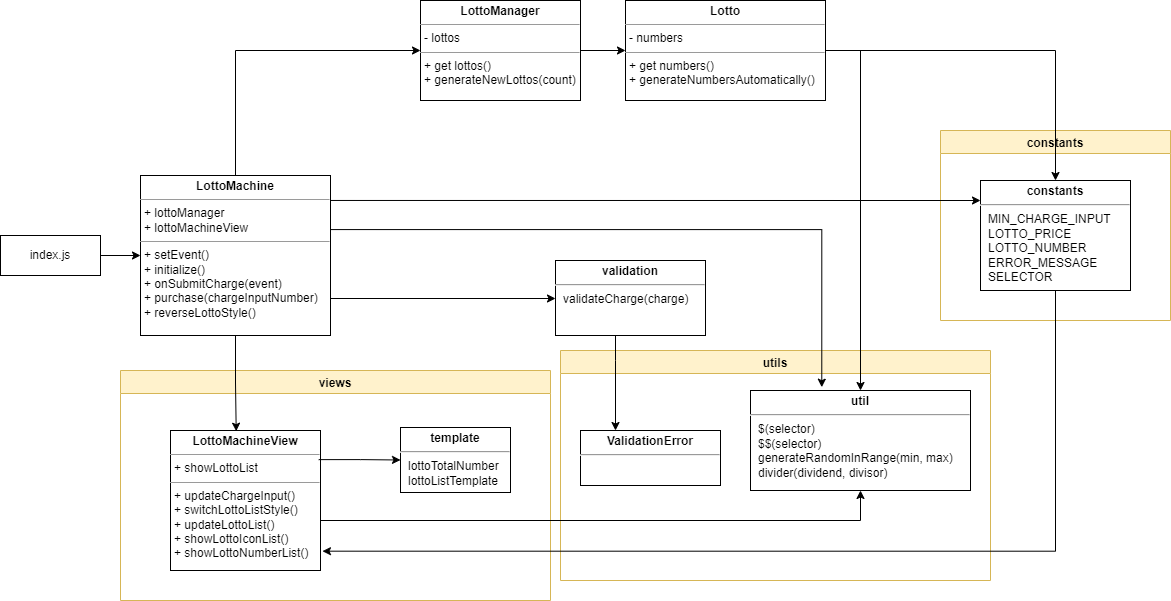 LottoManager
- lottos
+ get lottos()
+ generateNewLottos(count)
Lotto
- numbers
+ get numbers()
+ generateNumbersAutomatically()
constants
constants
MIN_CHARGE_INPUT
LOTTO_PRICE
LOTTO_NUMBER
ERROR_MESSAGE
SELECTOR
LottoMachine
+ lottoManager
+ lottoMachineView
+ setEvent()
+ initialize()
+ onSubmitCharge(event)
+ purchase(chargeInputNumber)
+ reverseLottoStyle()
index.js
validation
validateCharge(charge)
utils
util
$(selector)
$$(selector)
generateRandomInRange(min, max)
divider(dividend, divisor)
ValidationError
views
LottoMachineView
+ showLottoList
+ updateChargeInput()
+ switchLottoListStyle()
+ updateLottoList()
+ showLottoIconList()
+ showLottoNumberList()
template
lottoTotalNumber
lottoListTemplate